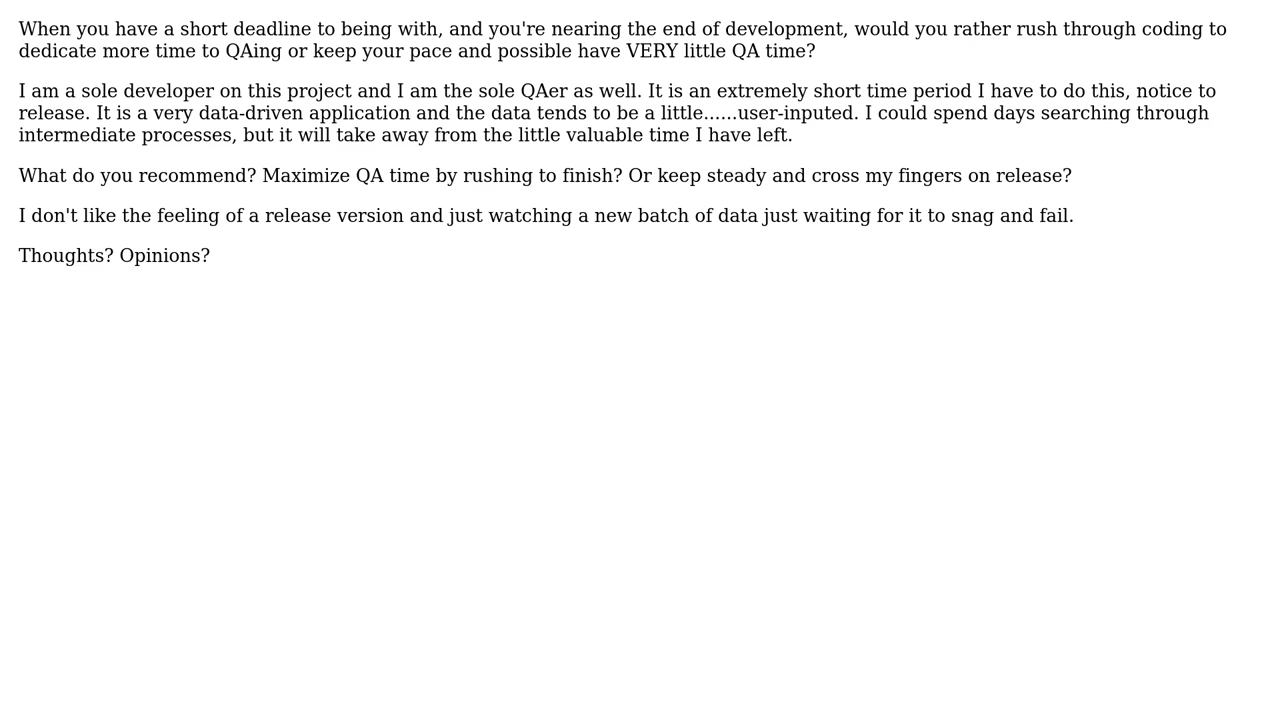 When you have a short deadline to being with, and you're nearing the end of development, would you rather rush through coding to
dedicate more time to QAing or keep your pace and possible have VERY little QA time?
I am a sole developer on this project and I am the sole QAer as well. It is an extremely short time period I have to do this, notice to
release. It is a very data-driven application and the data tends to be a little......user-inputed. I could spend days searching through
intermediate processes, but it will take away from the little valuable time I have left.
What do you recommend? Maximize QA time by rushing to finish? Or keep steady and cross my fingers on release?
I don't like the feeling of a release version and just watching a new batch of data just waiting for it to snag and fail.
Thoughts? Opinions?